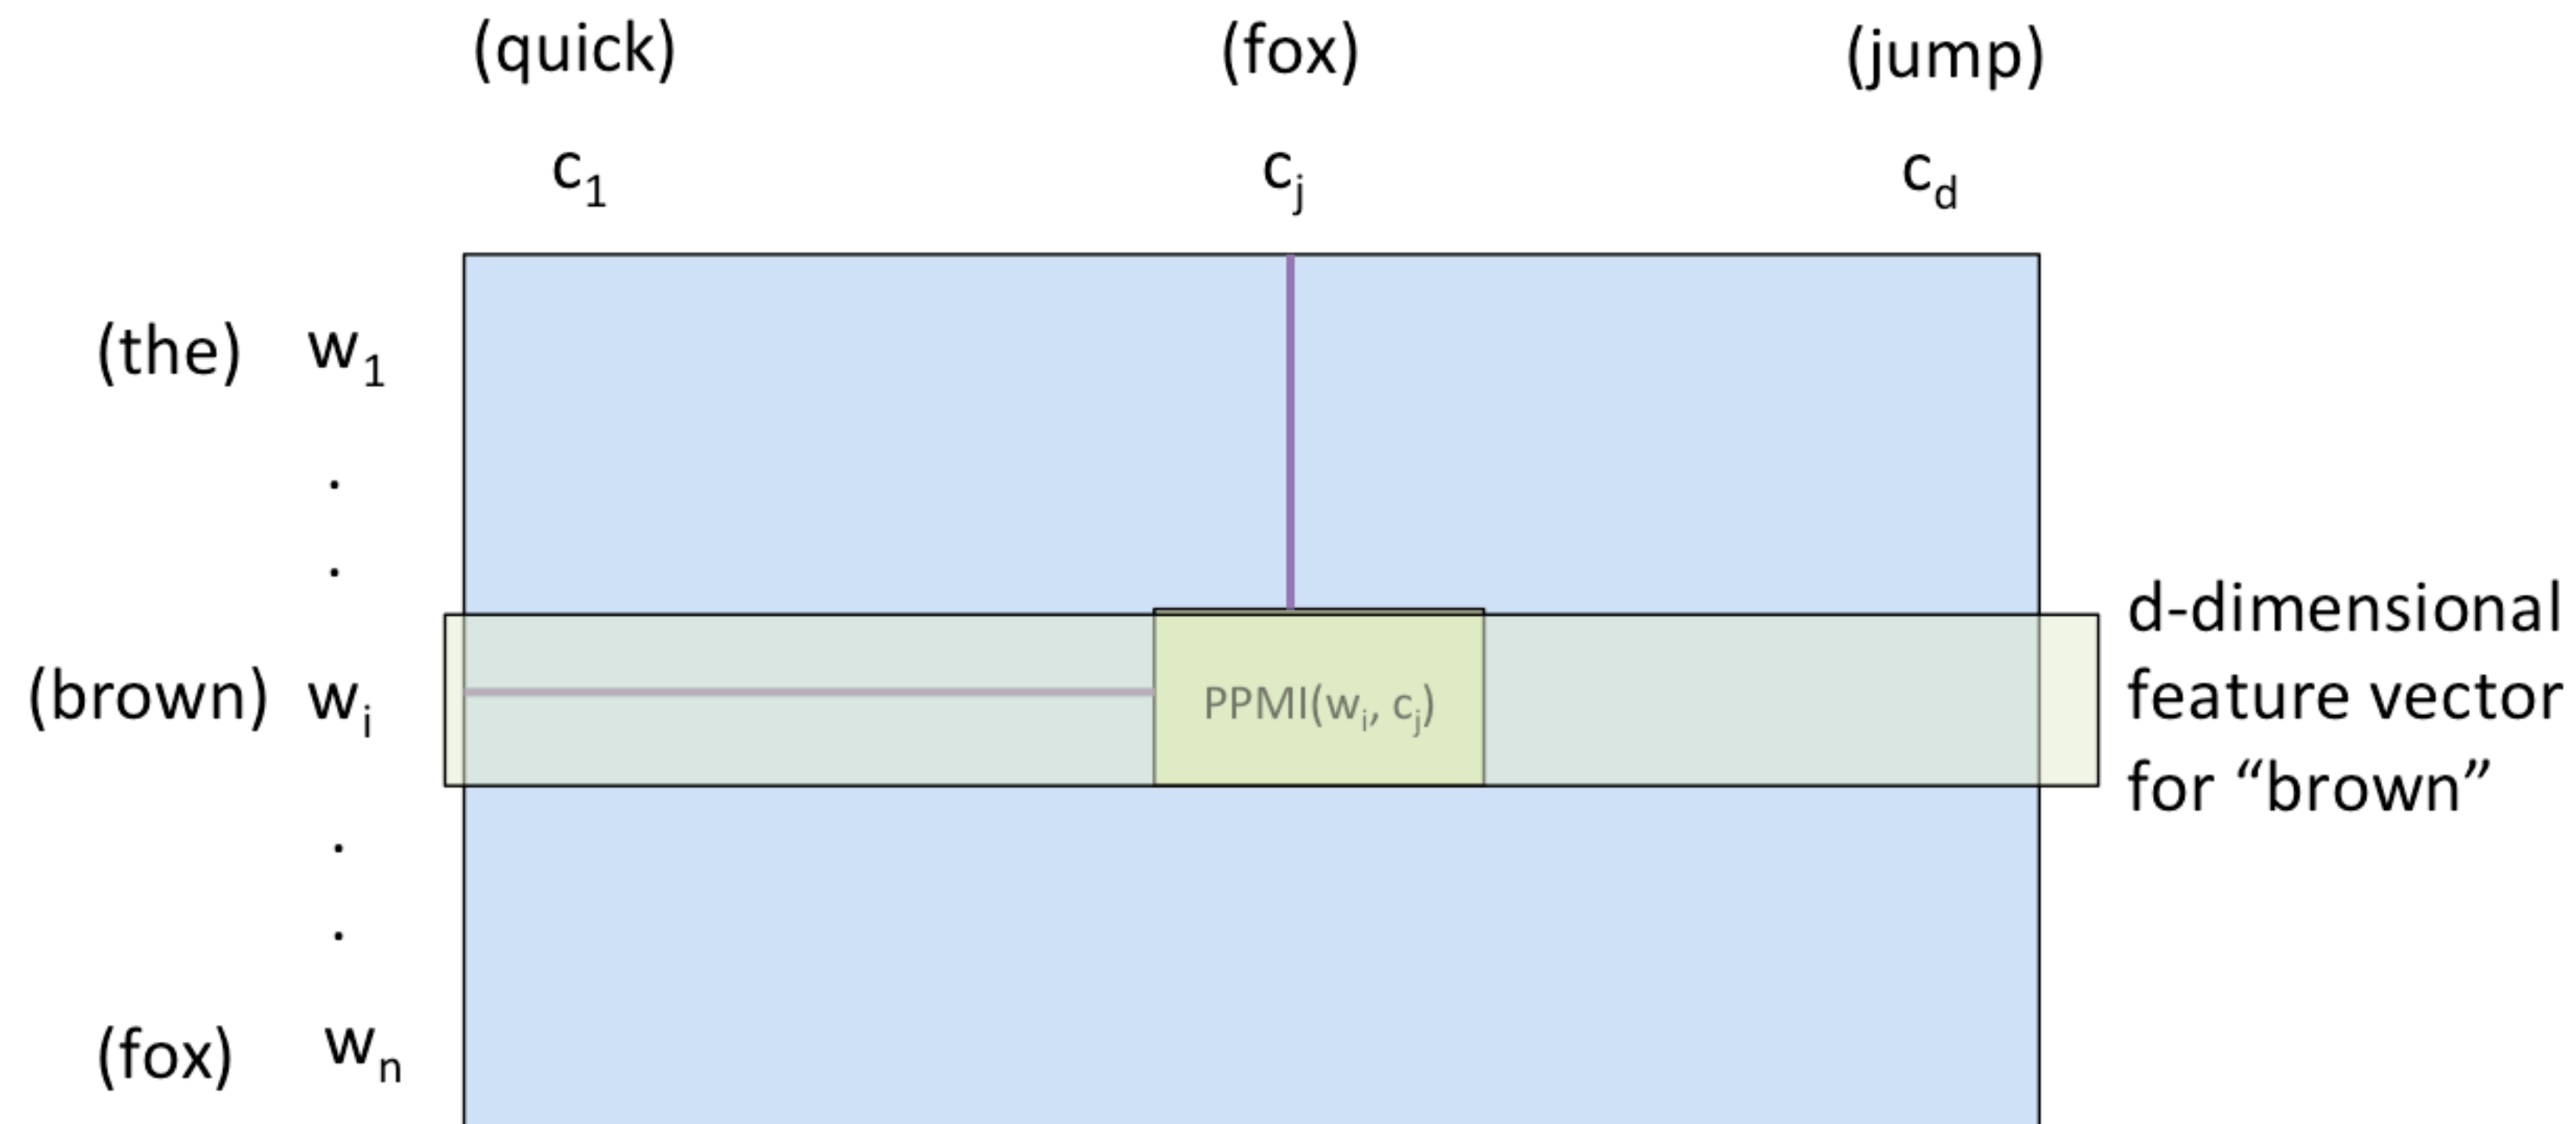 (quick) (fox) (jump)
c₁ cⱼ c_d
(the) w₁
.
.
(brown) wᵢ PPMI(wᵢ, cⱼ)
d-dimensional
feature vector
for “brown”
.
.
(fox) wₙ